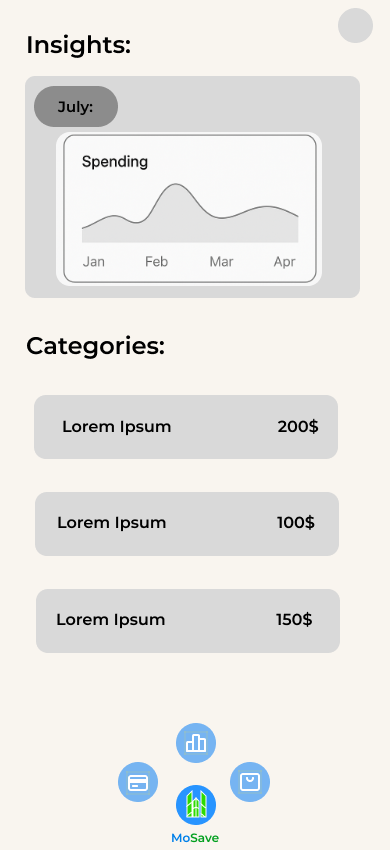 Insights:
July:
Spending
Jan Feb Mar Apr
Categories:
Lorem Ipsum 200$
Lorem Ipsum 100$
Lorem Ipsum 150$
MoSave